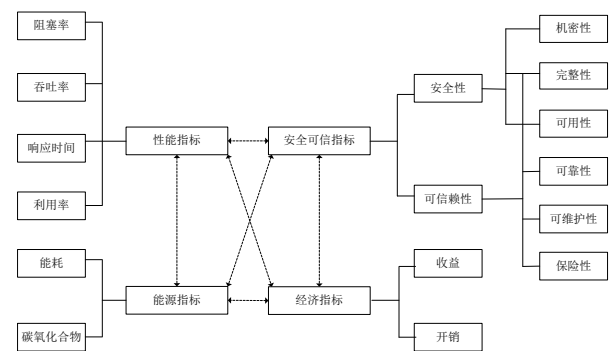 阻塞率
吞吐率
响应时间
利用率
能耗
碳氧化合物
性能指标
能源指标
安全可信指标
经济指标
安全性
可信赖性
收益
开销
机密性
完整性
可用性
可靠性
可维护性
保险性